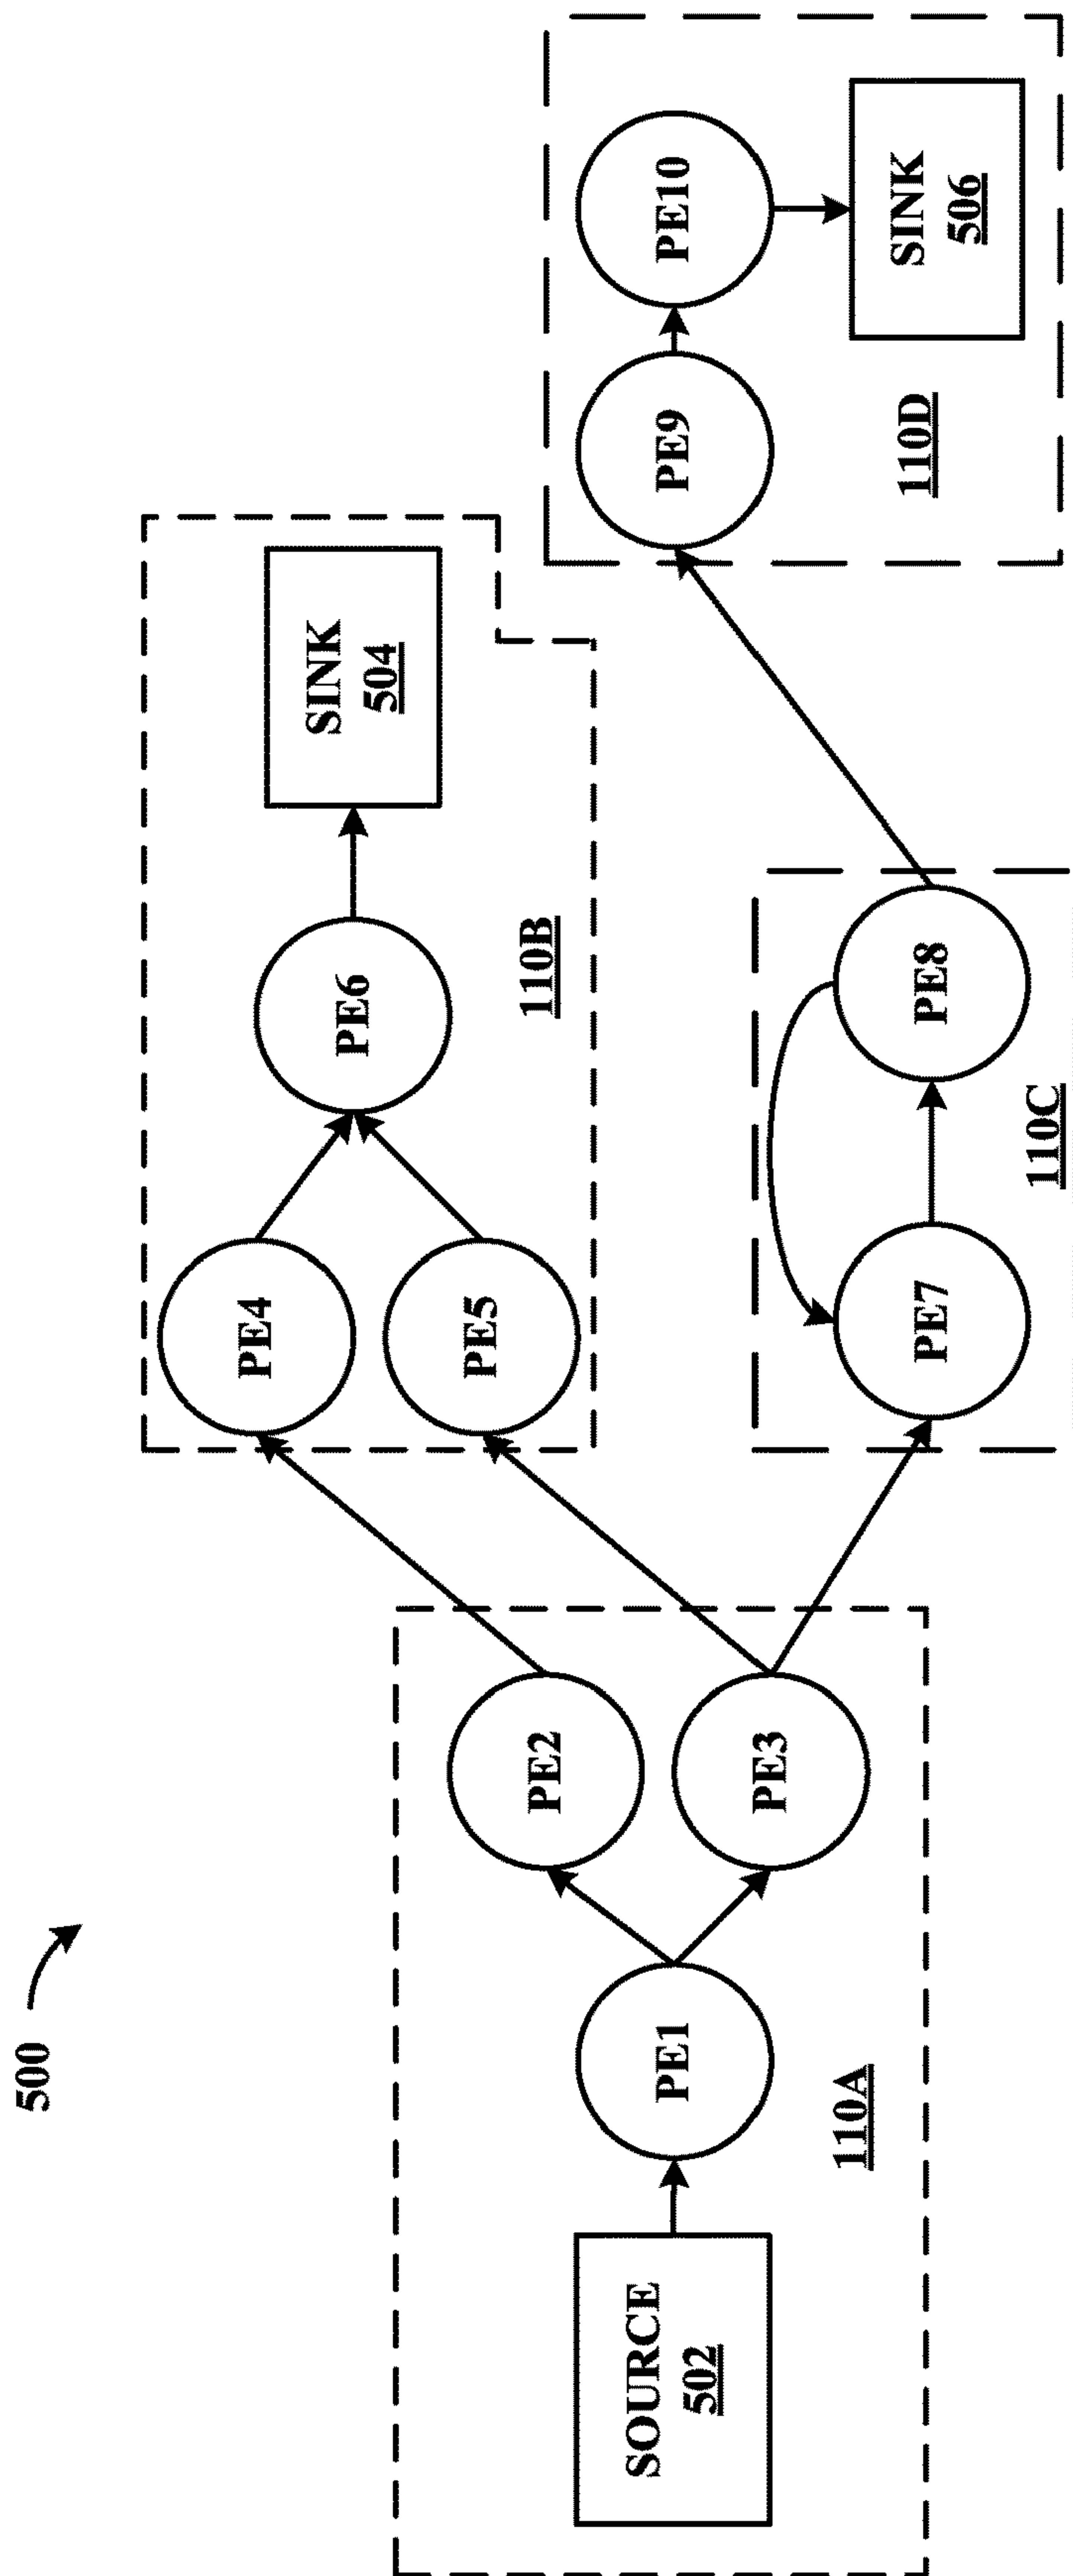 500
SOURCE
502
PE1
PE2
PE3
110A
PE4
PE5
PE6
SINK
504
110B
PE7
PE8
110C
PE9
PE10
SINK
506
110D